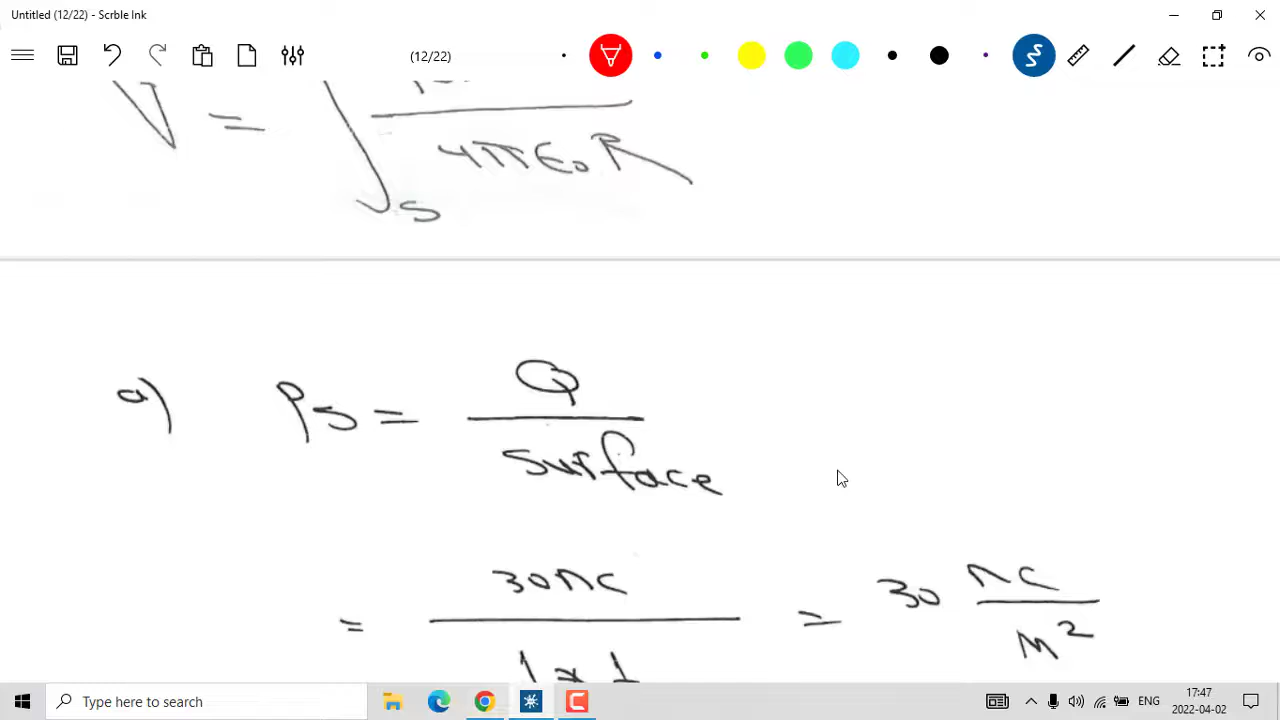 Untitled (12/22) - Scrble Ink
(12/22)
V = ∫s / 4πε₀R
a) ρs = Q / surface
= 30nc / 1 x 1 = 30 nc / m²
Type here to search
ENG
17:47
2022-04-02